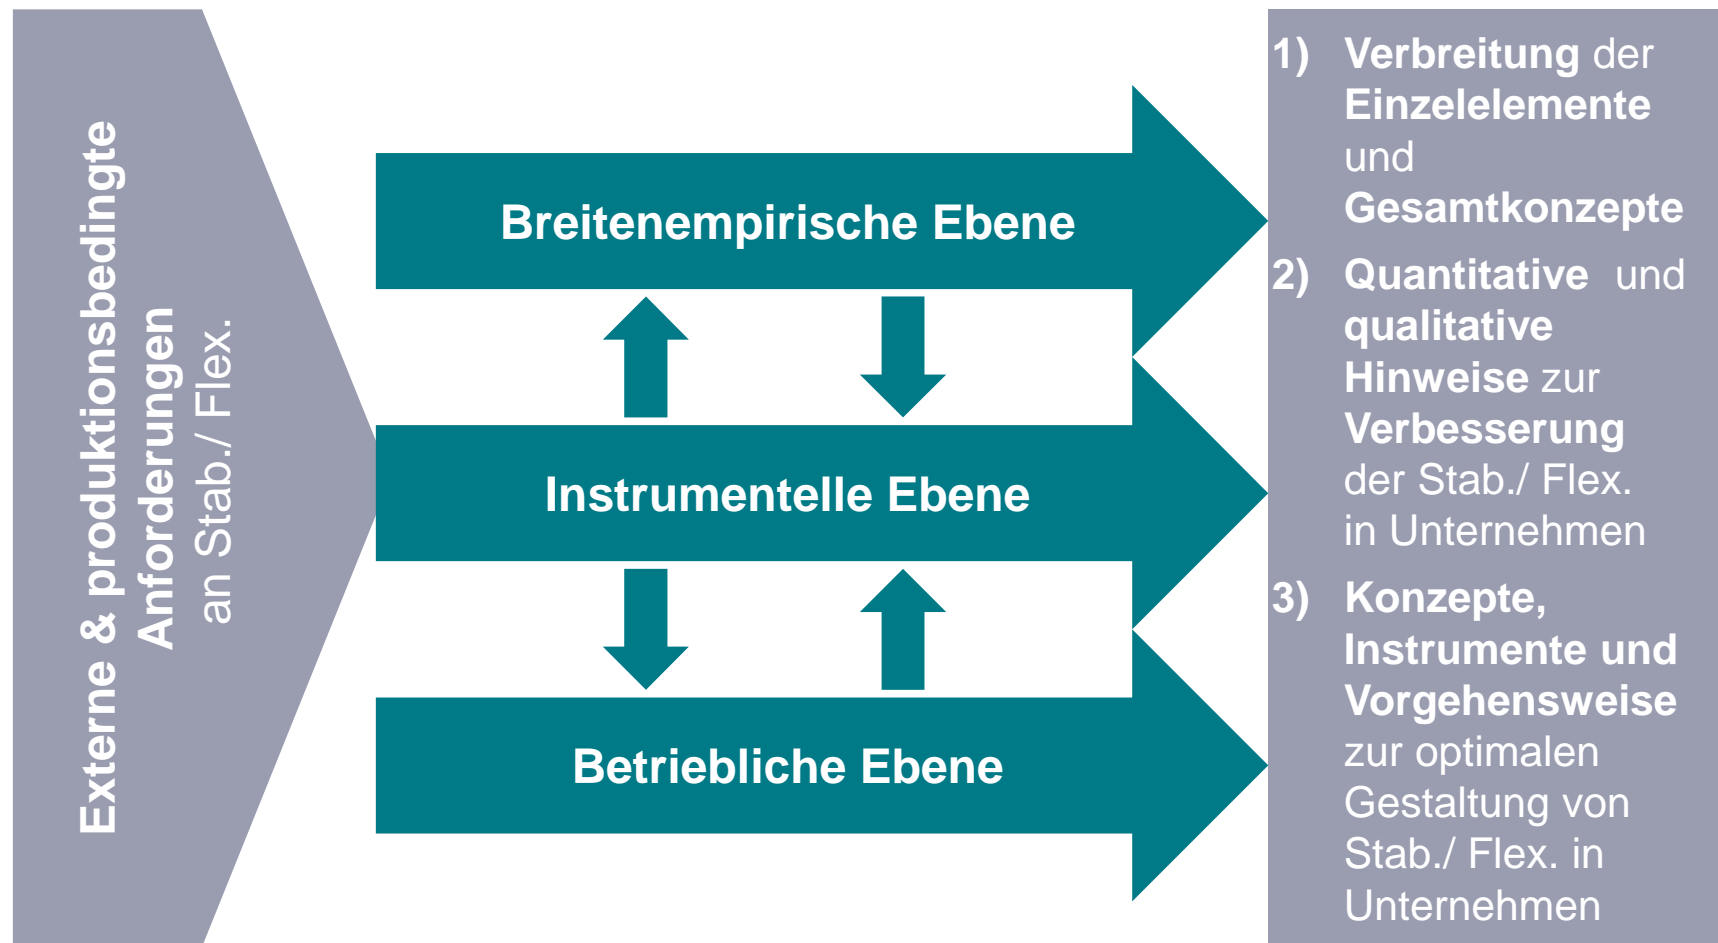 Externe & produktionsbedingte
Anforderungen
an Stab./ Flex.
Breitenempirische Ebene
Instrumentelle Ebene
Betriebliche Ebene
1) Verbreitung der
Einzelelemente
und
Gesamtkonzepte
2) Quantitative und
qualitative
Hinweise zur
Verbesserung
der Stab./ Flex.
in Unternehmen
3) Konzepte,
Instrumente und
Vorgehensweise
zur optimalen
Gestaltung von
Stab./ Flex. in
Unternehmen